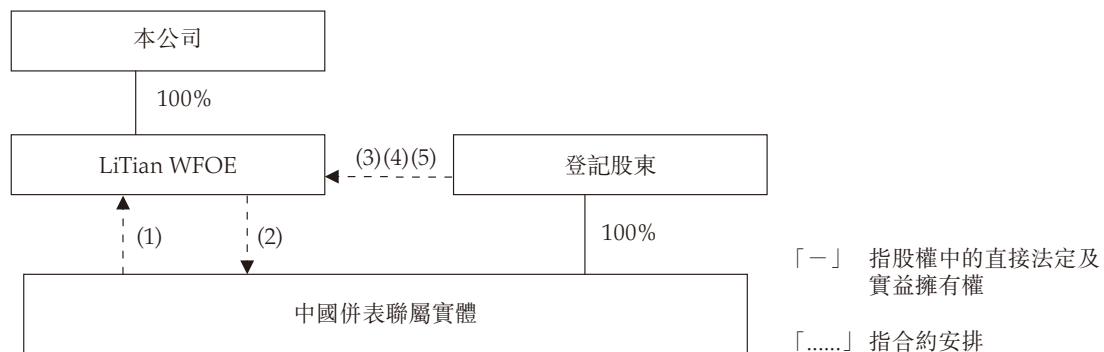 本公司
100%
LiTian WFOE
(3)(4)(5)
登記股東
(1)
(2)
100%
中國併表聯屬實體
「－」 指股權中的直接法定及
實益擁有權
「......」 指合約安排